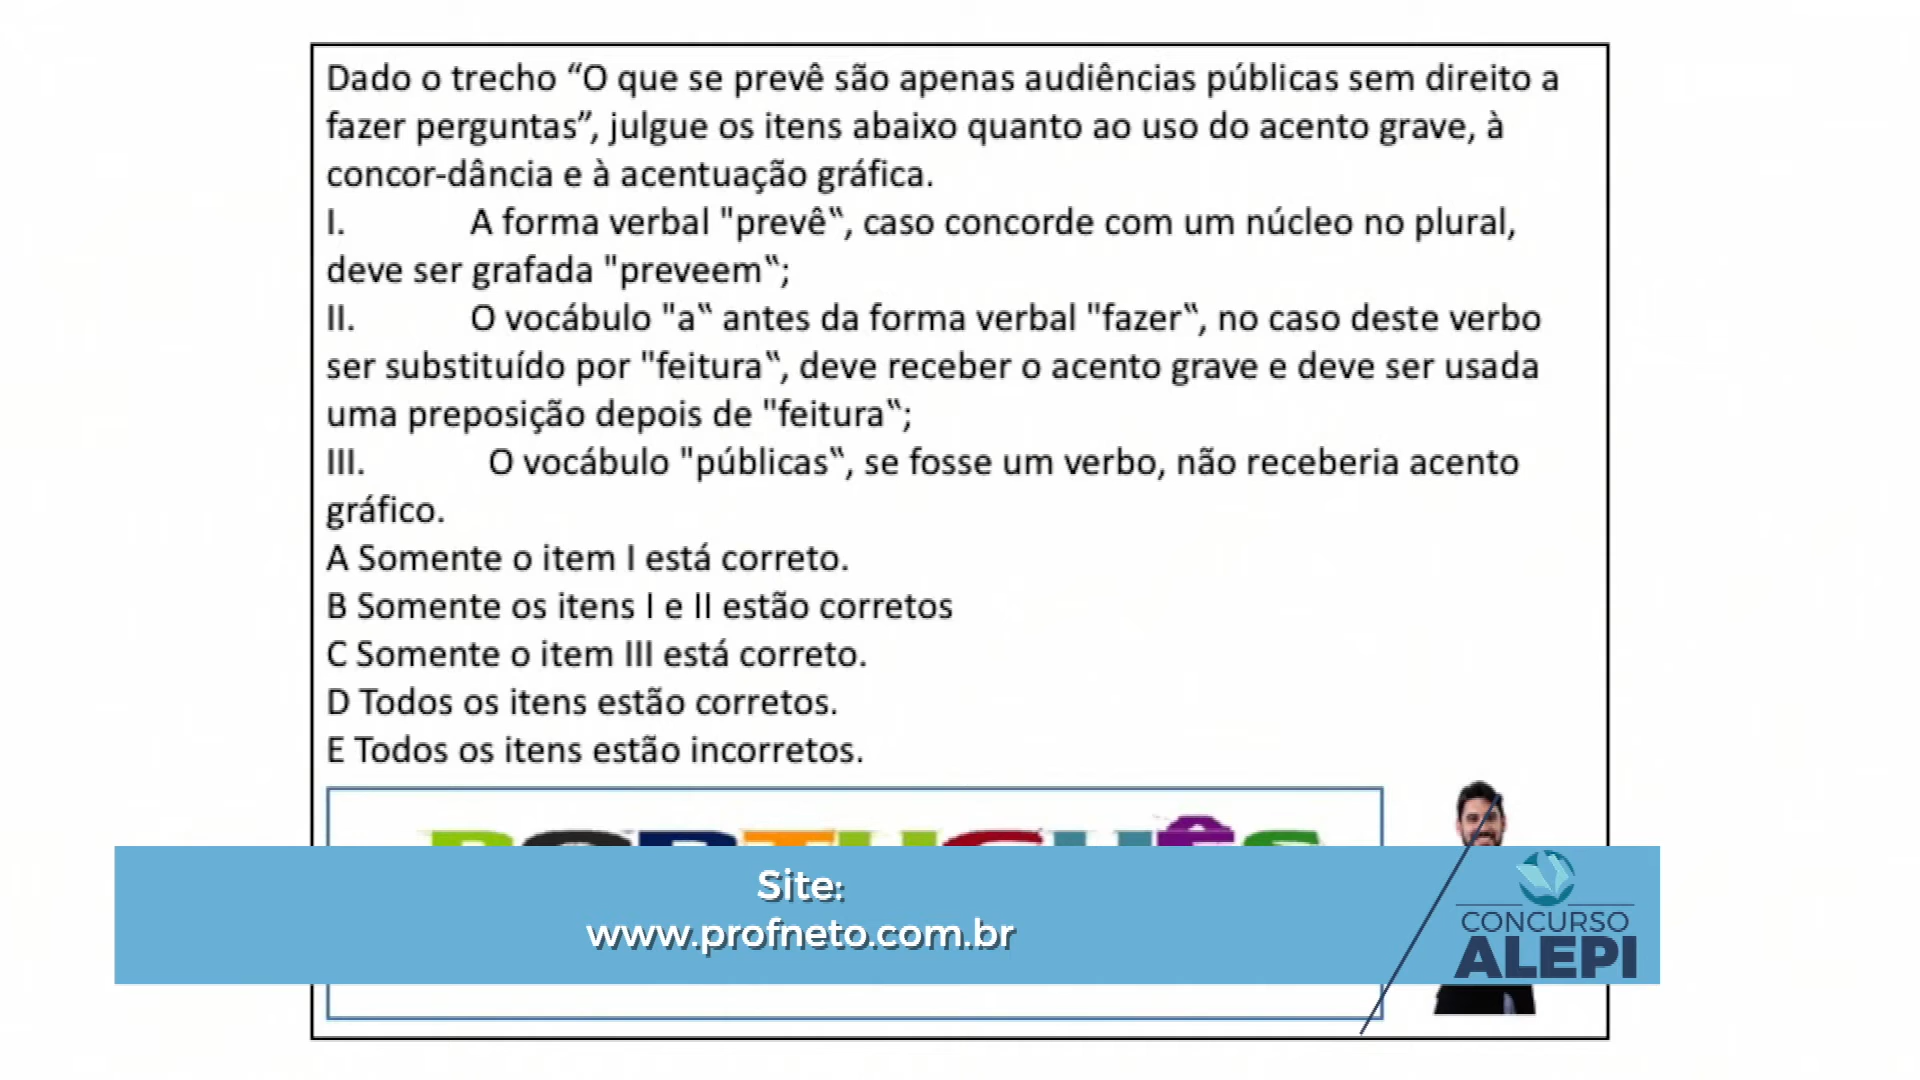 Dado o trecho “O que se prevê são apenas audiências públicas sem direito a
fazer perguntas”, julgue os itens abaixo quanto ao uso do acento grave, à
concor-dância e à acentuação gráfica.
I. A forma verbal "prevê‟, caso concorde com um núcleo no plural,
deve ser grafada "preveem‟;
II. O vocábulo "a‟ antes da forma verbal "fazer‟, no caso deste verbo
ser substituído por "feitura‟, deve receber o acento grave e deve ser usada
uma preposição depois de "feitura‟;
III. O vocábulo "públicas‟, se fosse um verbo, não receberia acento
gráfico.
A Somente o item I está correto.
B Somente os itens I e II estão corretos
C Somente o item III está correto.
D Todos os itens estão corretos.
E Todos os itens estão incorretos.
PORTUGUÊS
Site:
www.profneto.com.br
CONCURSO
ALEPI